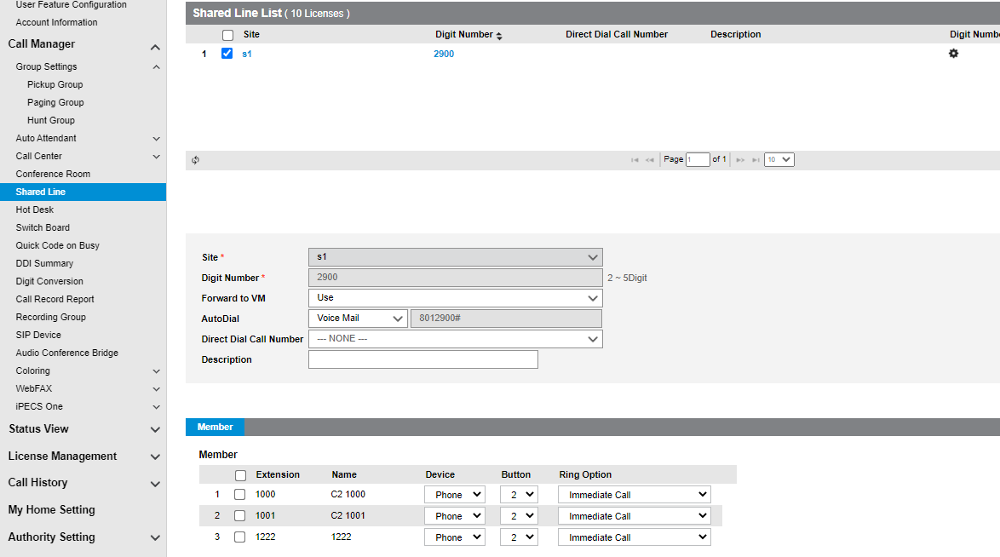 User Feature Configuration
Account Information
Call Manager
Group Settings
Pickup Group
Paging Group
Hunt Group
Auto Attendant
Call Center
Conference Room
Shared Line
Hot Desk
Switch Board
Quick Code on Busy
DDI Summary
Digit Conversion
Call Record Report
Recording Group
SIP Device
Audio Conference Bridge
Coloring
WebFAX
iPECS One
Status View
License Management
Call History
My Home Setting
Authority Setting
Shared Line List ( 10 Licenses )
Site Digit Number Direct Dial Call Number Description Digit Numbe
1 s1 2900
Page 1 of 1 10
Site * s1
Digit Number * 2900 2 ~ 5Digit
Forward to VM Use
AutoDial Voice Mail 8012900#
Direct Dial Call Number --- NONE ---
Description
Member
Member
Extension Name Device Button Ring Option
1 1000 C2 1000 Phone 2 Immediate Call
2 1001 C2 1001 Phone 2 Immediate Call
3 1222 1222 Phone 2 Immediate Call